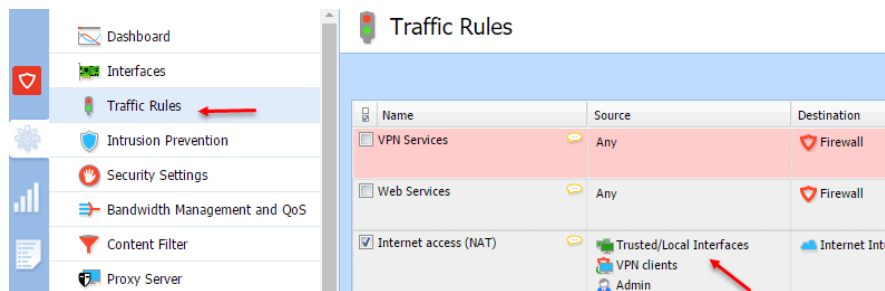 Dashboard
Interfaces
Traffic Rules
Intrusion Prevention
Security Settings
Bandwidth Management and QoS
Content Filter
Proxy Server
Traffic Rules
Name Source Destination
VPN Services Any Firewall
Web Services Any Firewall
Internet access (NAT) Trusted/Local Interfaces Internet
VPN clients
Admin